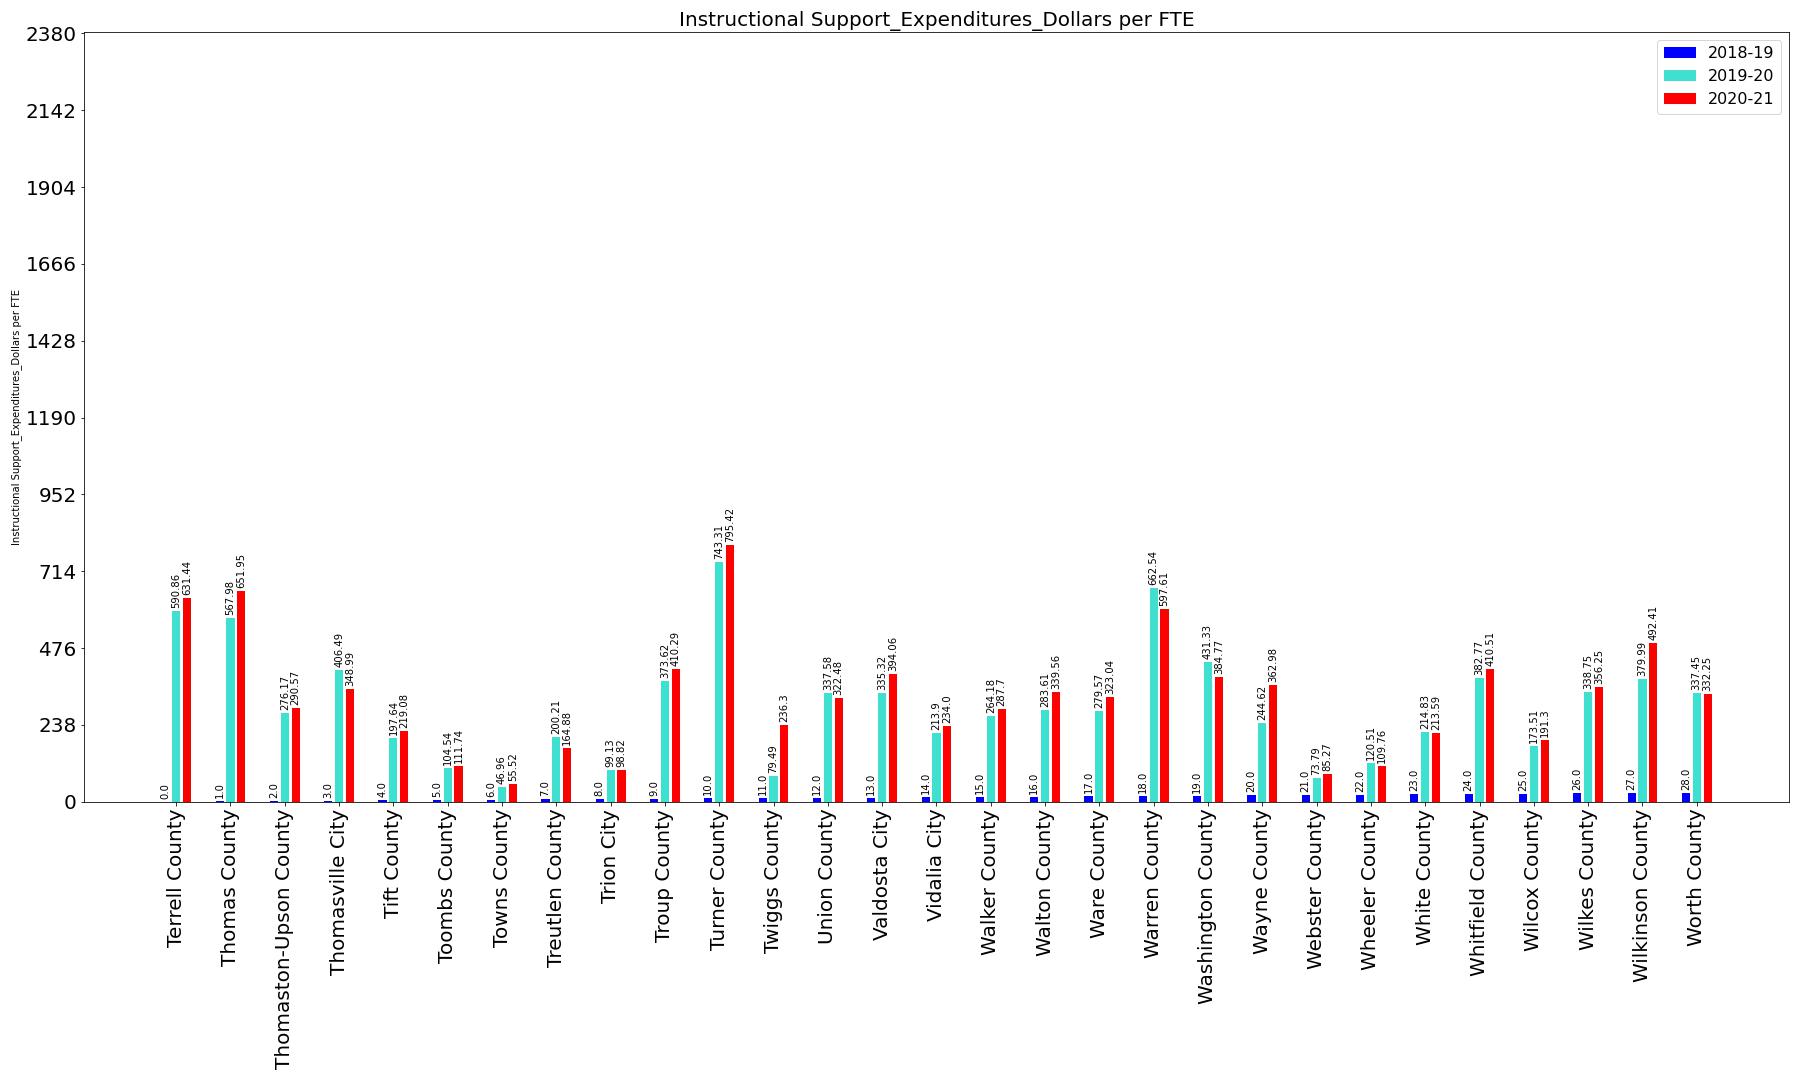 Instructional Support_Expenditures_Dollars per FTE
2018-19
2019-20
2020-21
Instructional Support_Expenditures_Dollars per FTE
2380
2142
1904
1666
1428
1190
952
714
476
238
0
0.0 590.86 631.44
1.0 567.98 651.95
2.0 276.17 290.57
3.0 406.49 348.99
4.0 197.64 219.08
5.0 104.54 111.74
6.0 46.96 55.52
7.0 200.21 164.88
8.0 99.13 98.82
9.0 373.62 410.29
10.0 743.31 795.42
11.0 79.49 236.3
12.0 337.58 322.48
13.0 335.32 394.06
14.0 213.9 234.0
15.0 264.18 287.7
16.0 283.61 339.56
17.0 279.57 323.04
18.0 662.54 597.61
19.0 431.33 384.77
20.0 244.62 362.98
21.0 73.79 85.27
22.0 120.51 109.76
23.0 214.83 213.59
24.0 382.77 410.51
25.0 173.51 191.3
26.0 338.75 356.25
27.0 379.99 492.41
28.0 337.45 332.25
Terrell County
Thomas County
Thomaston-Upson County
Thomasville City
Tift County
Toombs County
Towns County
Treutlen County
Trion City
Troup County
Turner County
Twiggs County
Union County
Valdosta City
Vidalia City
Walker County
Walton County
Ware County
Warren County
Washington County
Wayne County
Webster County
Wheeler County
White County
Whitfield County
Wilcox County
Wilkes County
Wilkinson County
Worth County